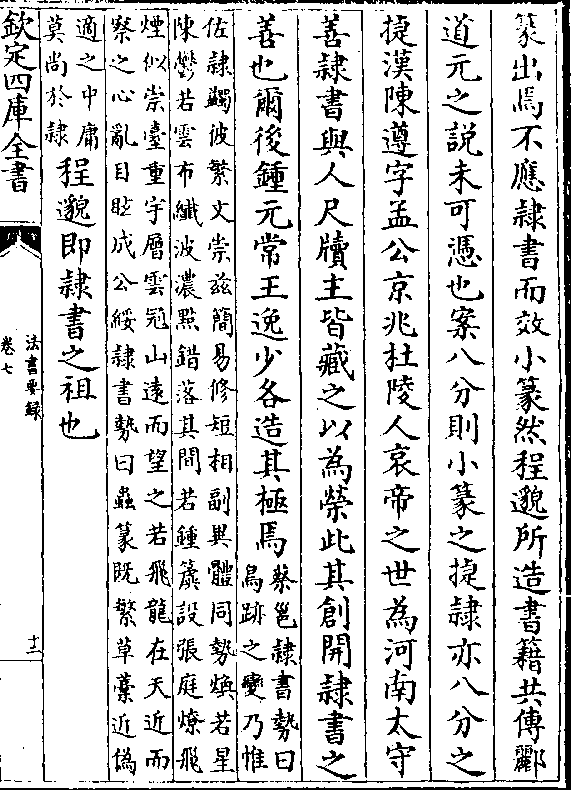 篆出焉不應隸書而效小篆然程邈所造書籍共傳酈
道元之說未可憑也案八分則小篆之捷隸亦八分之
捷漢陳遵字孟公京兆杜陵人哀帝之世為河南太守
善隸書與人尺牘主皆藏之以為榮此其創開隸書之
善也爾後鍾元常王逸少各造其極焉
蔡邕隸書勢曰
鳥跡之變乃惟
佐隸蠲彼繁文崇兹簡易修短相副異體同勢煥若星
陳鬱若雲布纖波濃點錯落其間若鍾簴設張庭燎飛
煙似崇臺重宇層雲冠山遠而望之若飛龍在天近而
察之心亂目眩成公綏隸書勢曰蟲篆既繁草藁近偽
適之中庸
莫尚於隸
程邈即隸書之祖也
欽定四庫全書
法書要錄
卷七
十二